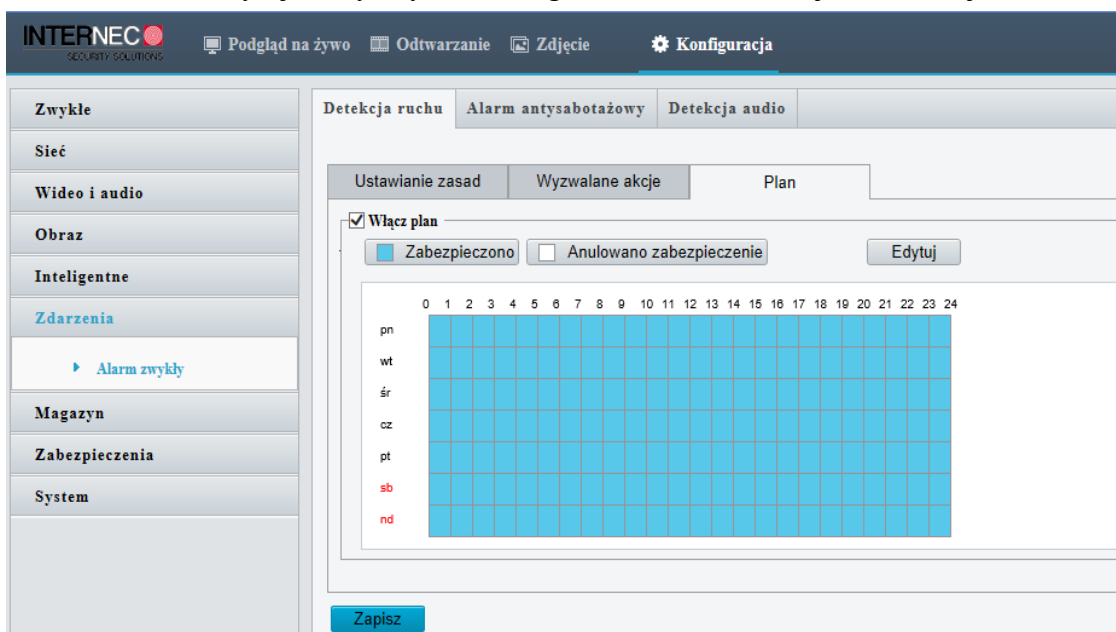 INTERNEC
SECURITY SOLUTIONS
Podgląd na żywo Odtwarzanie Zdjęcie Konfiguracja
Zwykłe
Sieć
Wideo i audio
Obraz
Inteligentne
Zdarzenia
Alarm zwykły
Magazyn
Zabezpieczenia
System
Detekcja ruchu Alarm antysabotażowy Detekcja audio
Ustawianie zasad Wyzwalane akcje Plan
Włącz plan
Zabezpieczono Anulowano zabezpieczenie Edytuj
0 1 2 3 4 5 6 7 8 9 10 11 12 13 14 15 16 17 18 19 20 21 22 23 24
pn
wt
śr
cz
pt
sb
nd
Zapisz